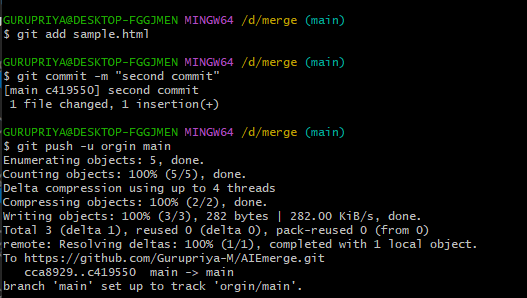 GURUPRIYA@DESKTOP-FGGJMEN MINGW64 /d/merge (main)
$ git add sample.html
GURUPRIYA@DESKTOP-FGGJMEN MINGW64 /d/merge (main)
$ git commit -m "second commit"
[main c419550] second commit
 1 file changed, 1 insertion(+)
GURUPRIYA@DESKTOP-FGGJMEN MINGW64 /d/merge (main)
$ git push -u orgin main
Enumerating objects: 5, done.
Counting objects: 100% (5/5), done.
Delta compression using up to 4 threads
Compressing objects: 100% (2/2), done.
Writing objects: 100% (3/3), 282 bytes | 282.00 KiB/s, done.
Total 3 (delta 1), reused 0 (delta 0), pack-reused 0 (from 0)
remote: Resolving deltas: 100% (1/1), completed with 1 local object.
To https://github.com/Gurupriya-M/AIEmerge.git
   cca8929..c419550  main -> main
branch 'main' set up to track 'orgin/main'.